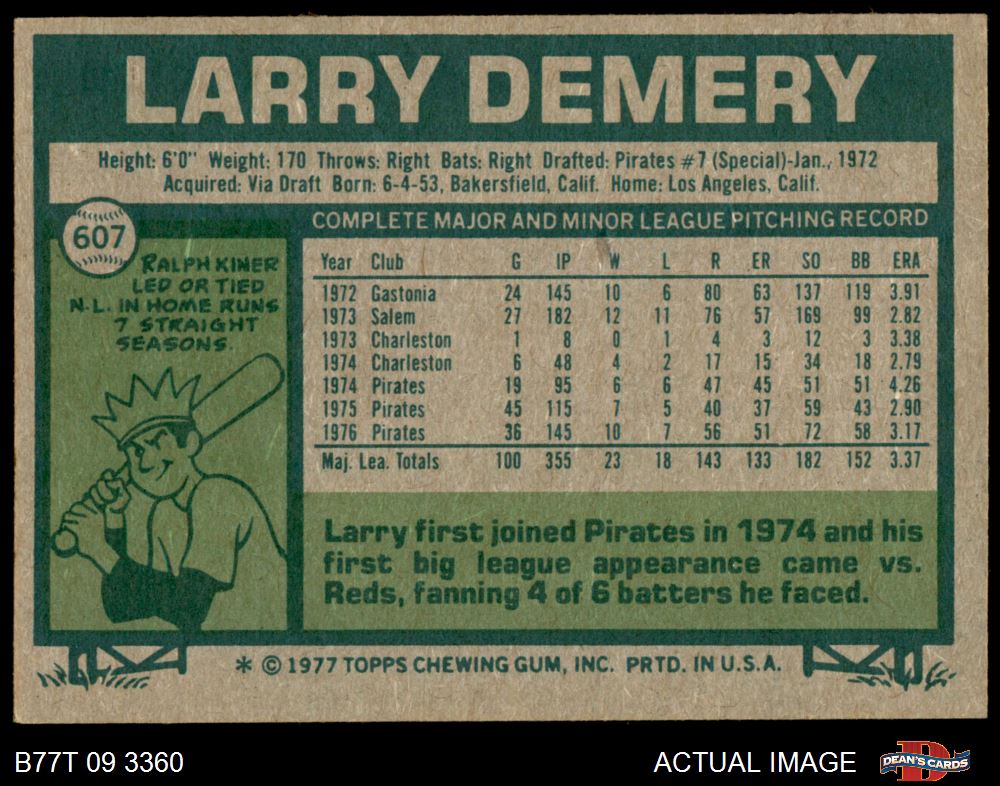 LARRY DEMERY
Height: 6'0" Weight: 170 Throws: Right Bats: Right Drafted: Pirates #7 (Special)-Jan., 1972
Acquired: Via Draft Born: 6-4-53, Bakersfield, Calif. Home: Los Angeles, Calif.
607
RALPH KINER
LED OR TIED
N.L. IN HOME RUNS
7 STRAIGHT
SEASONS.
COMPLETE MAJOR AND MINOR LEAGUE PITCHING RECORD
Year Club G IP W L R ER SO BB ERA
1972 Gastonia 24 145 10 6 80 63 137 119 3.91
1973 Salem 27 182 12 11 76 57 169 99 2.82
1973 Charleston 1 8 0 1 4 3 12 3 3.38
1974 Charleston 6 48 4 2 17 15 34 18 2.79
1974 Pirates 19 95 6 6 47 45 51 51 4.26
1975 Pirates 45 115 7 5 40 37 59 43 2.90
1976 Pirates 36 145 10 7 56 51 72 58 3.17
Maj. Lea. Totals 100 355 23 18 143 133 182 152 3.37
Larry first joined Pirates in 1974 and his
first big league appearance came vs.
Reds, fanning 4 of 6 batters he faced.
* © 1977 TOPPS CHEWING GUM, INC. PRTD. IN U.S.A.
B77T 09 3360
ACTUAL IMAGE
D
DEAN'S CARDS